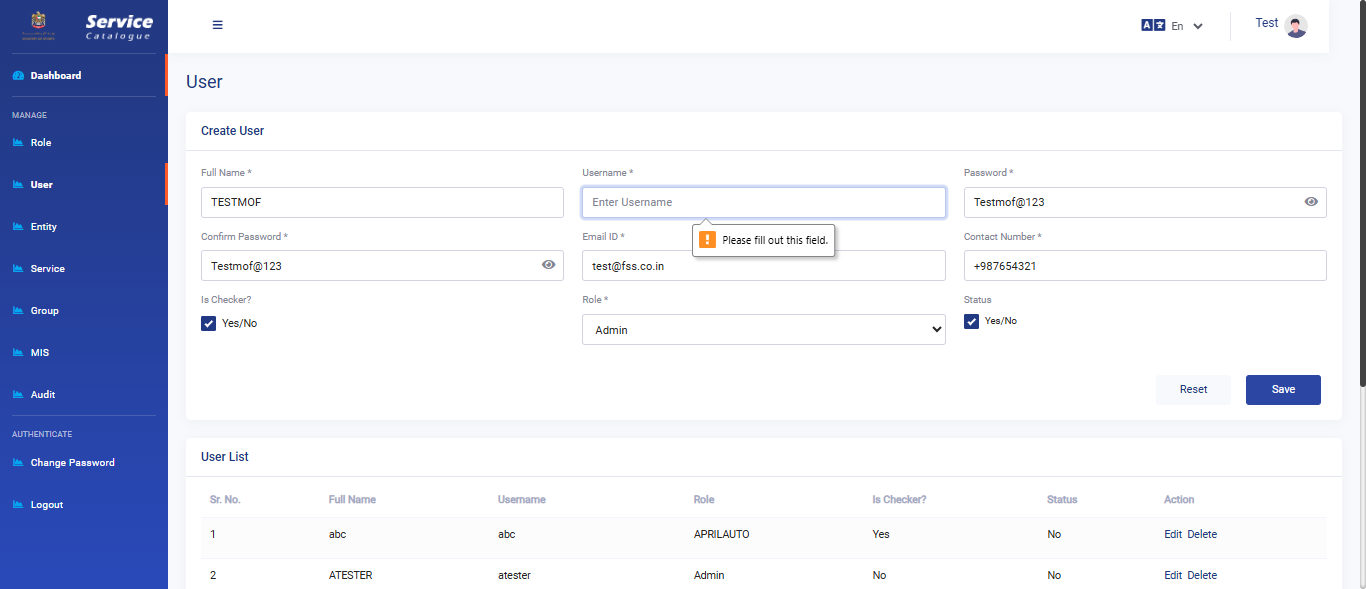 Service
Catalogue
En
Test
Dashboard
MANAGE
Role
User
Entity
Service
Group
MIS
Audit
AUTHENTICATE
Change Password
Logout
User
Create User
Full Name *
Username *
Password *
TESTMOF
Enter Username
Testmof@123
Please fill out this field.
Confirm Password *
Email ID *
Contact Number *
Testmof@123
test@fss.co.in
+987654321
Is Checker?
Role *
Status
Yes/No
Admin
Yes/No
Reset
Save
User List
Sr. No. Full Name Username Role Is Checker? Status Action
1 abc abc APRILAUTO Yes No Edit Delete
2 ATESTER atester Admin No No Edit Delete